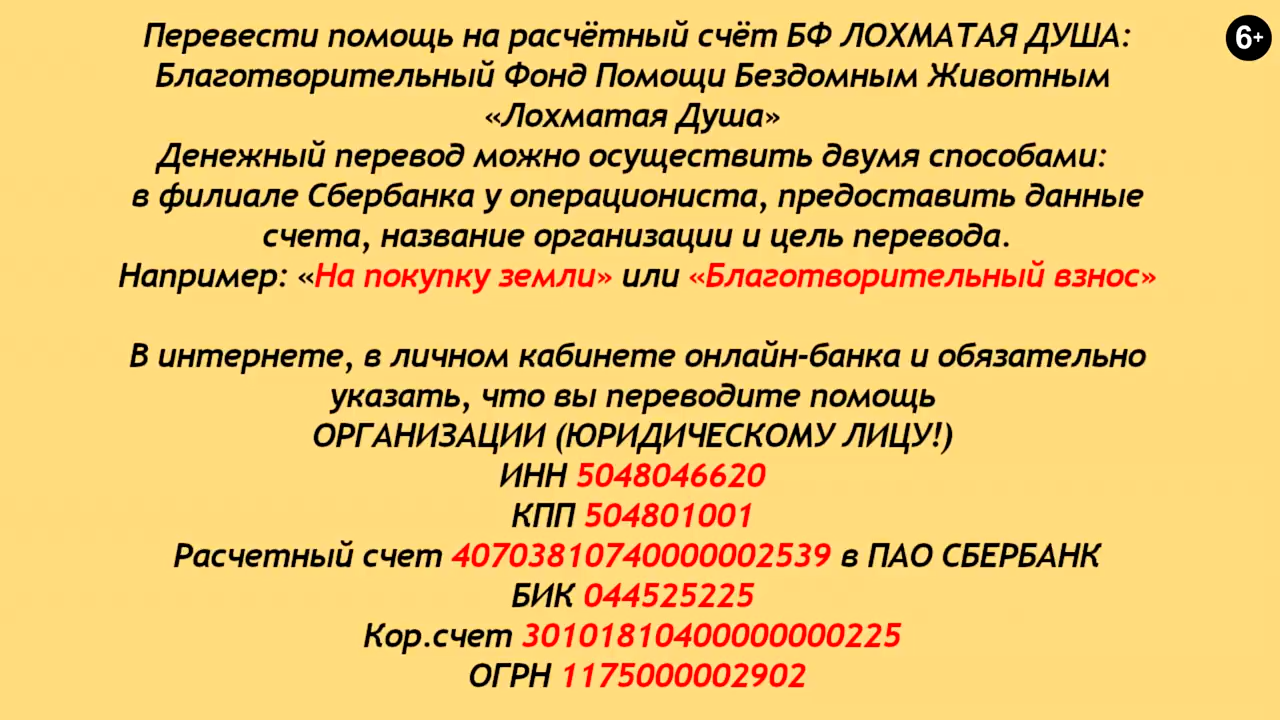 Перевести помощь на расчётный счёт БФ ЛОХМАТАЯ ДУША:
6+
Благотворительный Фонд Помощи Бездомным Животным
«Лохматая Душа»
Денежный перевод можно осуществить двумя способами:
в филиале Сбербанка у операциониста, предоставить данные
счета, название организации и цель перевода.
Например: «На покупку земли» или «Благотворительный взнос»
В интернете, в личном кабинете онлайн-банка и обязательно
указать, что вы переводите помощь
ОРГАНИЗАЦИИ (ЮРИДИЧЕСКОМУ ЛИЦУ!)
ИНН 5048046620
КПП 504801001
Расчетный счет 40703810740000002539 в ПАО СБЕРБАНК
БИК 044525225
Кор.счет 30101810400000000225
ОГРН 1175000002902